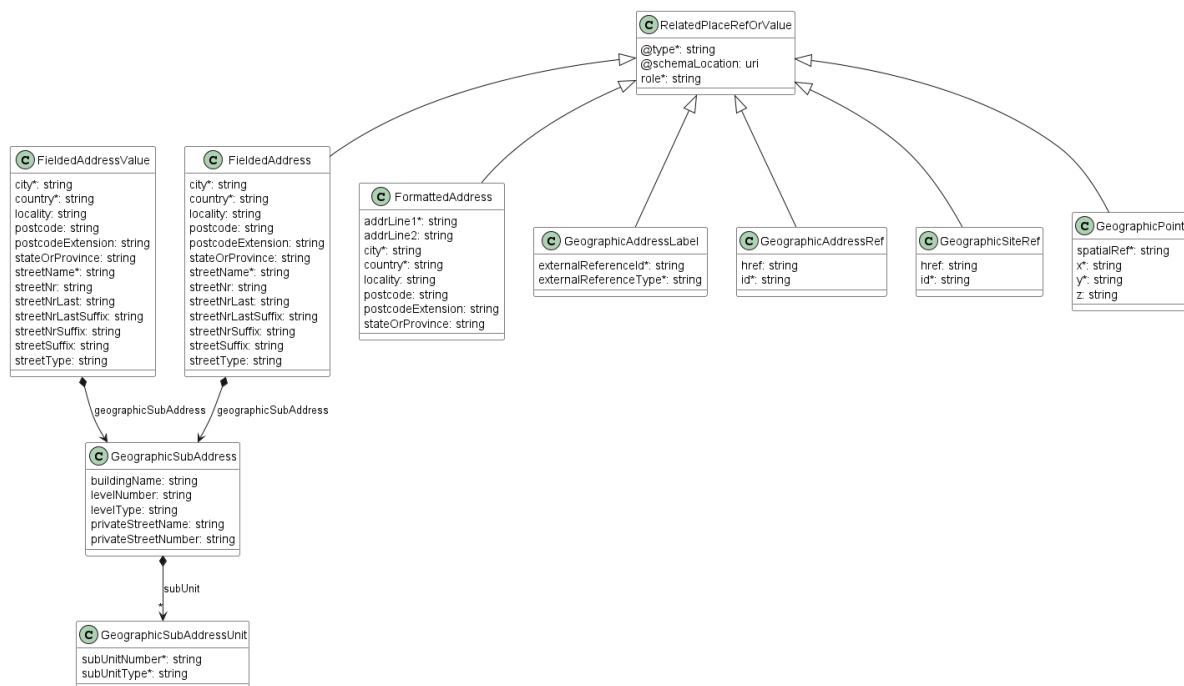 C RelatedPlaceRefOrValue
@type*: string
@schemaLocation: uri
role*: string
C FieldedAddressValue
city*: string
country*: string
locality: string
postcode: string
postcodeExtension: string
stateOrProvince: string
streetName*: string
streetNr: string
streetNrLast: string
streetNrLastSuffix: string
streetNrSuffix: string
streetSuffix: string
streetType: string
C FieldedAddress
city*: string
country*: string
locality: string
postcode: string
postcodeExtension: string
stateOrProvince: string
streetName*: string
streetNr: string
streetNrLast: string
streetNrLastSuffix: string
streetNrSuffix: string
streetSuffix: string
streetType: string
C FormattedAddress
addrLine1*: string
addrLine2: string
city*: string
country*: string
locality: string
postcode: string
postcodeExtension: string
stateOrProvince: string
C GeographicAddressLabel
externalReferenceId*: string
externalReferenceType*: string
C GeographicAddressRef
href: string
id*: string
C GeographicSiteRef
href: string
id*: string
C GeographicPoint
spatialRef*: string
x*: string
y*: string
z: string
geographicSubAddress
geographicSubAddress
C GeographicSubAddress
buildingName: string
levelNumber: string
levelType: string
privateStreetName: string
privateStreetNumber: string
subUnit
*
C GeographicSubAddressUnit
subUnitNumber*: string
subUnitType*: string